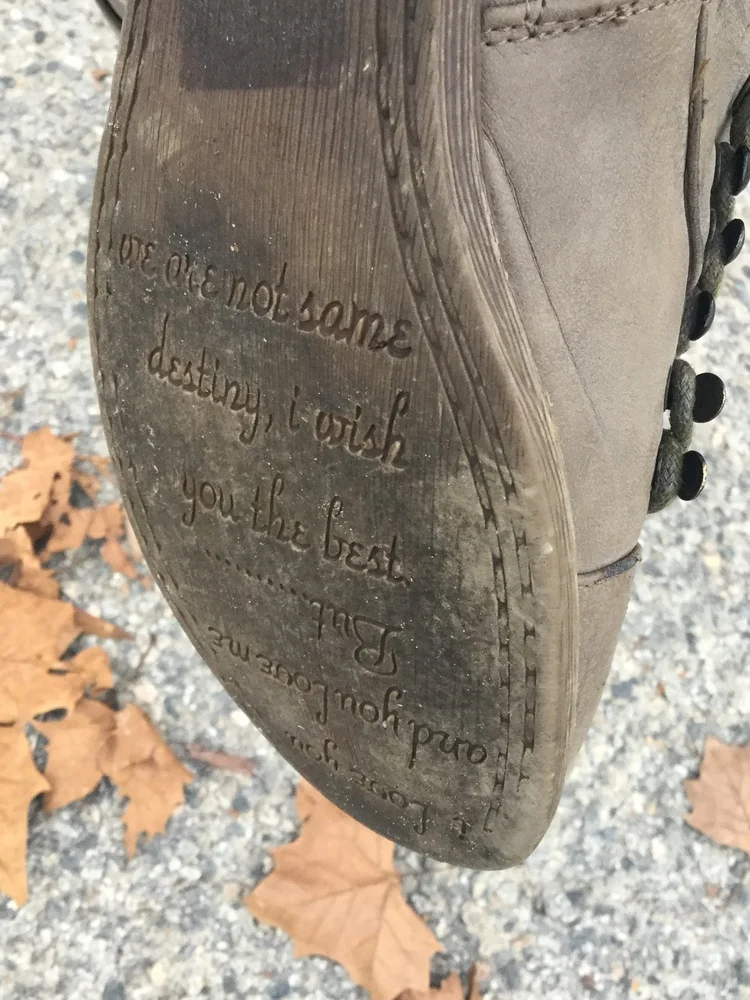 we are not same
destiny, i wish
you the best.
I Love you
and you Love me
But............